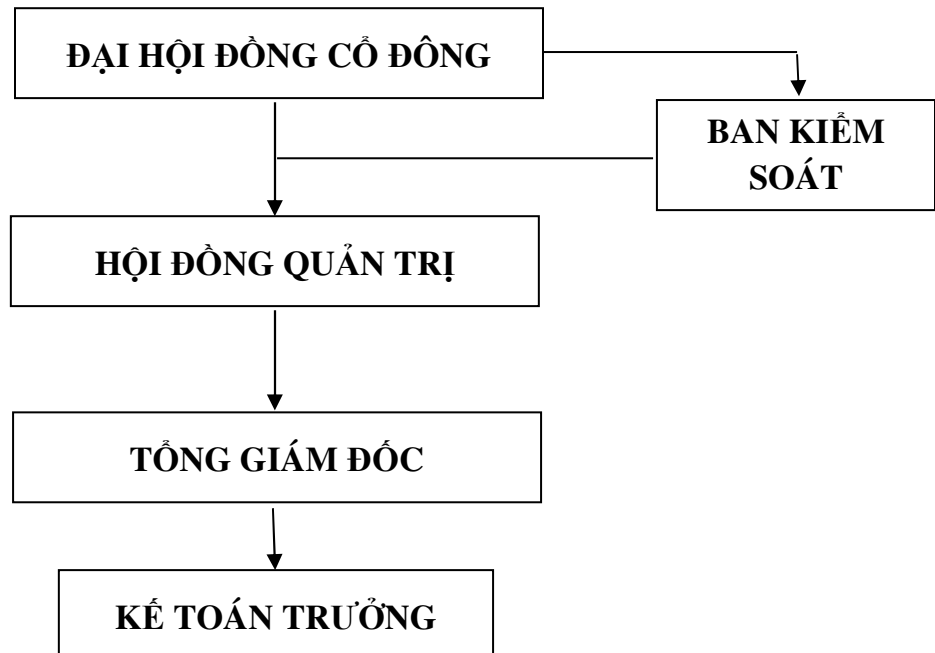 ĐẠI HỘI ĐỒNG CỔ ĐÔNG
BAN KIỂM
SOÁT
HỘI ĐỒNG QUẢN TRỊ
TỔNG GIÁM ĐỐC
KẾ TOÁN TRƯỞNG